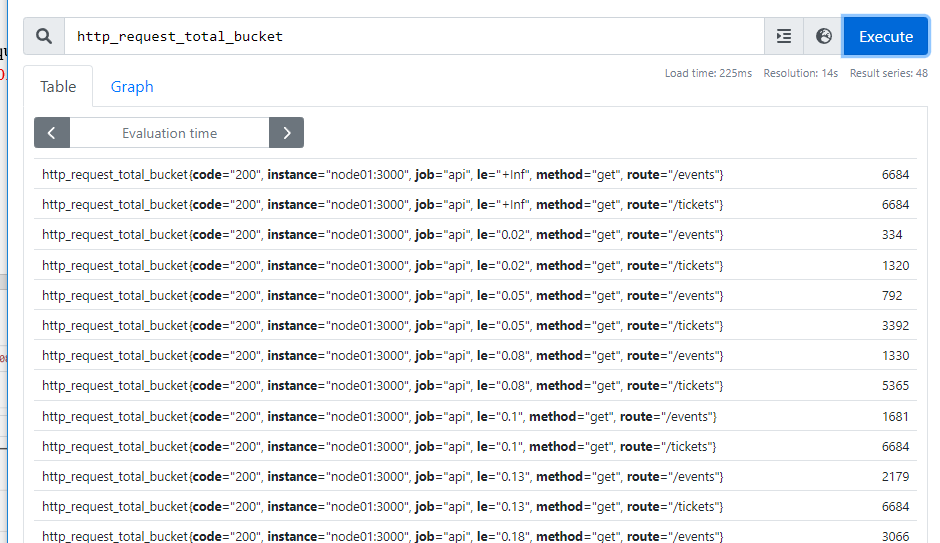 http_request_total_bucket
Execute
Load time: 225ms Resolution: 14s Result series: 48
Table Graph
Evaluation time
http_request_total_bucket{code="200", instance="node01:3000", job="api", le="+Inf", method="get", route="/events"} 6684
http_request_total_bucket{code="200", instance="node01:3000", job="api", le="+Inf", method="get", route="/tickets"} 6684
http_request_total_bucket{code="200", instance="node01:3000", job="api", le="0.02", method="get", route="/events"} 334
http_request_total_bucket{code="200", instance="node01:3000", job="api", le="0.02", method="get", route="/tickets"} 1320
http_request_total_bucket{code="200", instance="node01:3000", job="api", le="0.05", method="get", route="/events"} 792
http_request_total_bucket{code="200", instance="node01:3000", job="api", le="0.05", method="get", route="/tickets"} 3392
http_request_total_bucket{code="200", instance="node01:3000", job="api", le="0.08", method="get", route="/events"} 1330
http_request_total_bucket{code="200", instance="node01:3000", job="api", le="0.08", method="get", route="/tickets"} 5365
http_request_total_bucket{code="200", instance="node01:3000", job="api", le="0.1", method="get", route="/events"} 1681
http_request_total_bucket{code="200", instance="node01:3000", job="api", le="0.1", method="get", route="/tickets"} 6684
http_request_total_bucket{code="200", instance="node01:3000", job="api", le="0.13", method="get", route="/events"} 2179
http_request_total_bucket{code="200", instance="node01:3000", job="api", le="0.13", method="get", route="/tickets"} 6684
http_request_total_bucket{code="200", instance="node01:3000", job="api", le="0.18", method="get", route="/events"} 3066